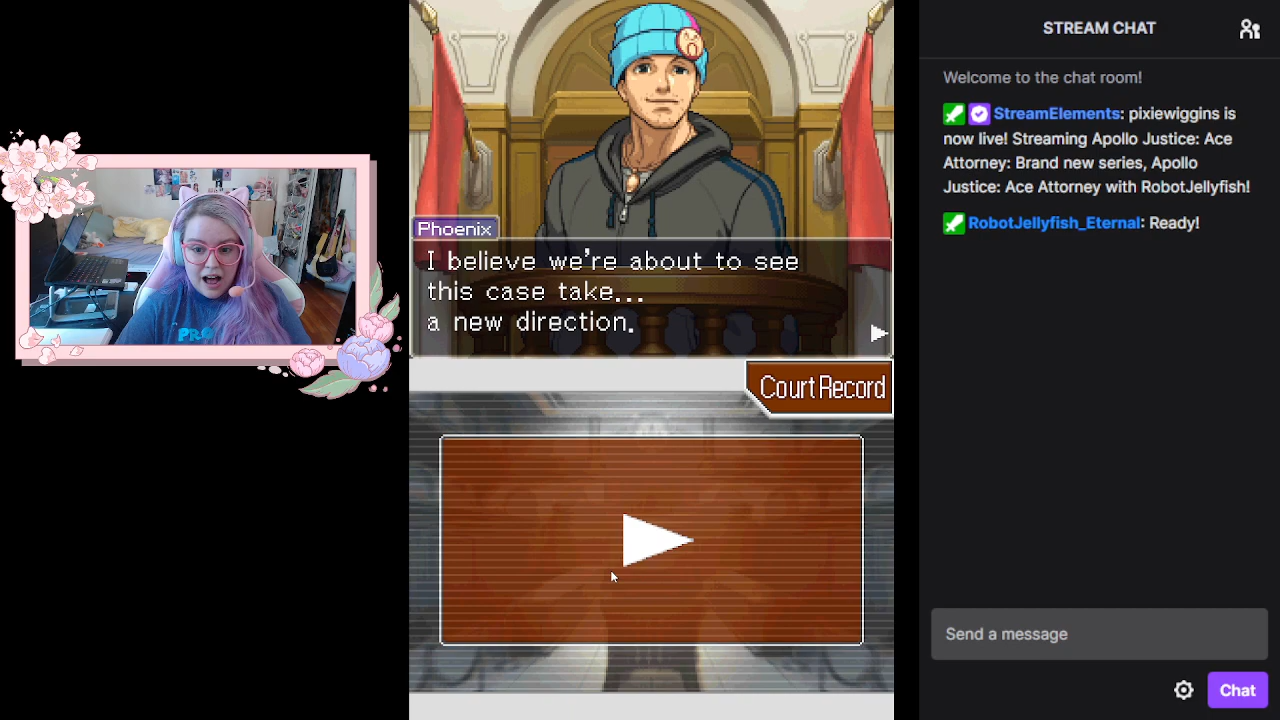 STREAM CHAT
Welcome to the chat room!
StreamElements: pixiewiggins is
now live! Streaming Apollo Justice: Ace
Attorney: Brand new series, Apollo
Justice: Ace Attorney with RobotJellyfish!
RobotJellyfish_Eternal: Ready!
Phoenix
I believe we're about to see
this case take...
a new direction.
Court Record
PRO
Send a message
Chat